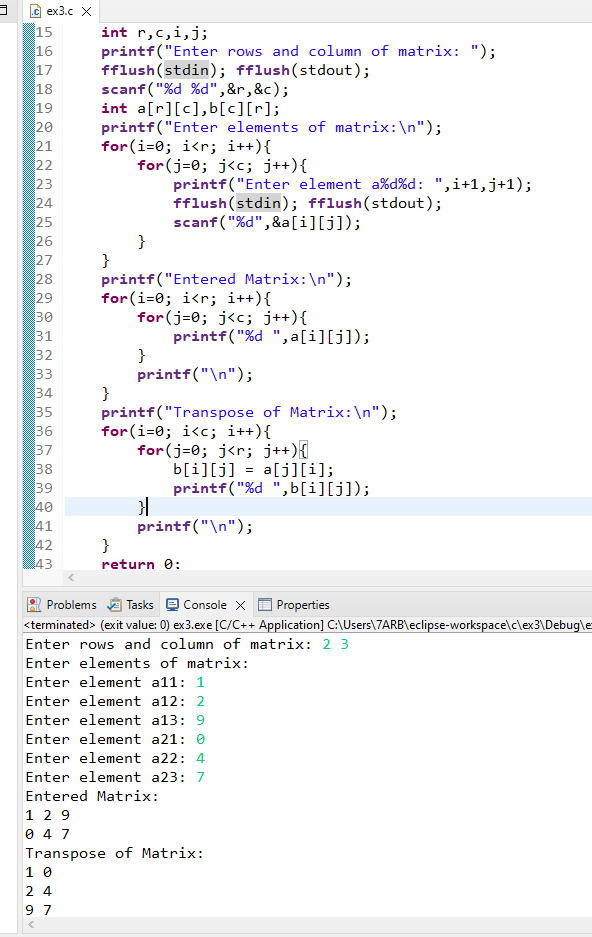 ex3.c
15 int r,c,i,j;
16 printf("Enter rows and column of matrix: ");
17 fflush(stdin); fflush(stdout);
18 scanf("%d %d",&r,&c);
19 int a[r][c],b[c][r];
20 printf("Enter elements of matrix:\n");
21 for(i=0; i<r; i++){
22 for(j=0; j<c; j++){
23 printf("Enter element a%d%d: ",i+1,j+1);
24 fflush(stdin); fflush(stdout);
25 scanf("%d",&a[i][j]);
26 }
27 }
28 printf("Entered Matrix:\n");
29 for(i=0; i<r; i++){
30 for(j=0; j<c; j++){
31 printf("%d ",a[i][j]);
32 }
33 printf("\n");
34 }
35 printf("Transpose of Matrix:\n");
36 for(i=0; i<c; i++){
37 for(j=0; j<r; j++){
38 b[i][j] = a[j][i];
39 printf("%d ",b[i][j]);
40 }
41 printf("\n");
42 }
43 return 0;
Problems Tasks Console Properties
<terminated> (exit value: 0) ex3.exe [C/C++ Application] C:\Users\7ARB\eclipse-workspace\c\ex3\Debug\e
Enter rows and column of matrix: 2 3
Enter elements of matrix:
Enter element a11: 1
Enter element a12: 2
Enter element a13: 9
Enter element a21: 0
Enter element a22: 4
Enter element a23: 7
Entered Matrix:
1 2 9
0 4 7
Transpose of Matrix:
1 0
2 4
9 7